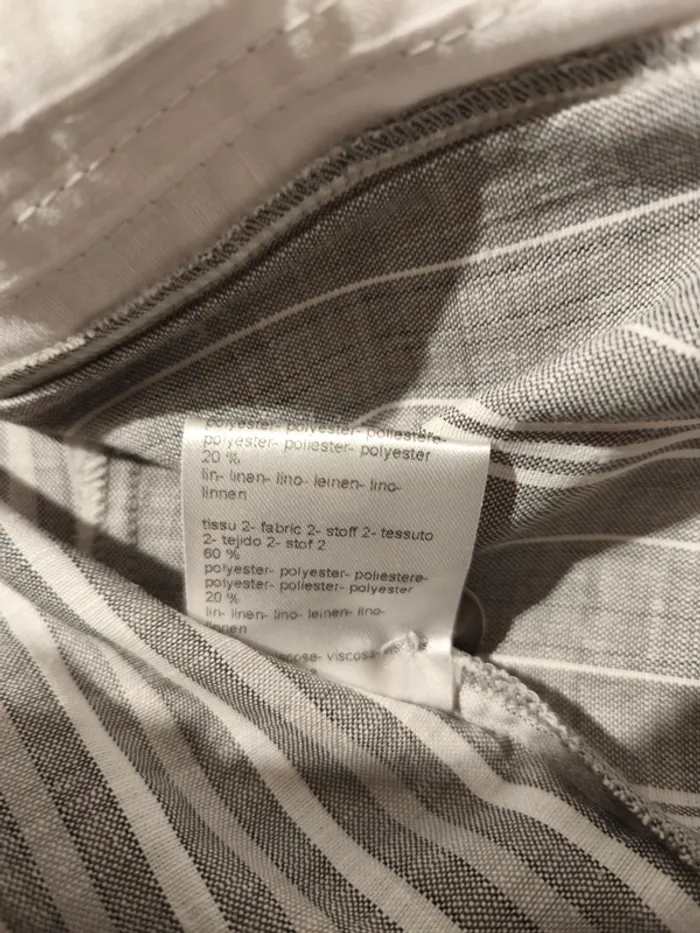 polyester- polyester- poliestere-
polyester- poliester- polyester
20 %
lin- linen- lino- leinen- lino-
linnen
tissu 2- fabric 2- stoff 2- tessuto
2- tejido 2- stof 2
60 %
polyester- polyester- poliestere-
polyester- poliester- polyester
20 %
lin- linen- lino- leinen- lino-
linnen
viscosa-